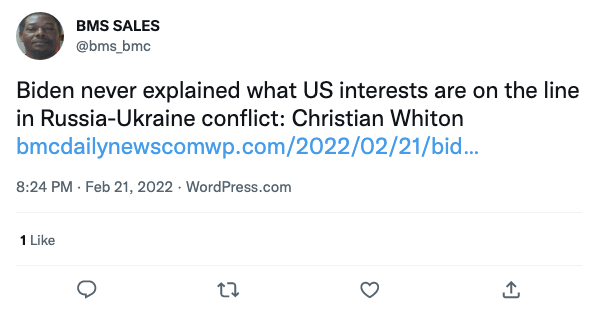 BMS SALES
@bms_bmc
Biden never explained what US interests are on the line
in Russia-Ukraine conflict: Christian Whiton
bmcdailynewscomwp.com/2022/02/21/bid...
8:24 PM · Feb 21, 2022 · WordPress.com
1 Like